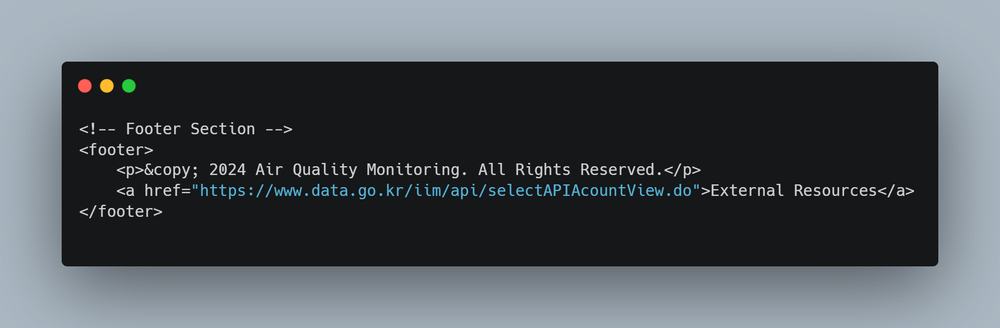 <!-- Footer Section -->
<footer>
    <p>&copy; 2024 Air Quality Monitoring. All Rights Reserved.</p>
    <a href="https://www.data.go.kr/iim/api/selectAPIAcountView.do">External Resources</a>
</footer>